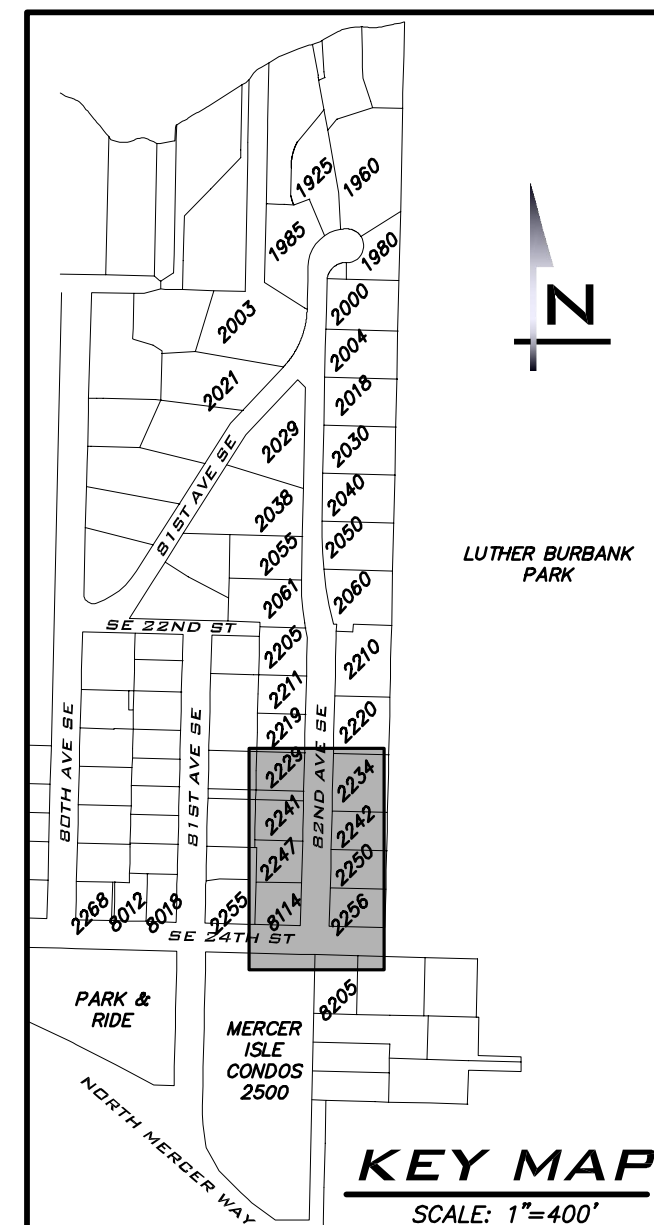 1925
1960
1985
1980
N
2000
2003
2004
2021
2018
2029
2030
81ST AVE SE
2038
2040
2055
2050
LUTHER BURBANK
PARK
2061
2060
SE 22ND ST
2205
2210
2211
2219
2220
80TH AVE SE
81ST AVE SE
82ND AVE SE
2229
2234
2241
2242
2247
2250
2268
8012
8018
2255
8114
2256
SE 24TH ST
8205
PARK &
RIDE
MERCER
ISLE
CONDOS
2500
NORTH MERCER WAY
KEY MAP
SCALE: 1"=400'